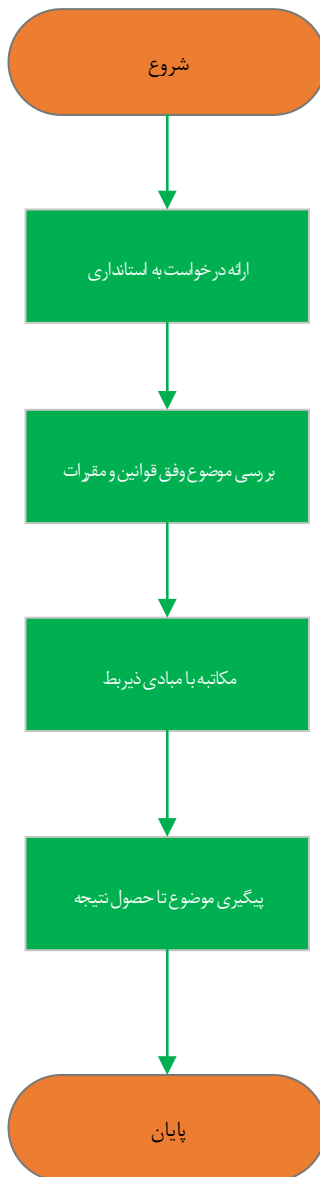 شروع
ارائه درخواست به استانداری
بررسی موضوع وفق قوانین و مقررات
مکاتبه با مبادی ذیربط
پیگیری موضوع تا حصول نتیجه
پایان